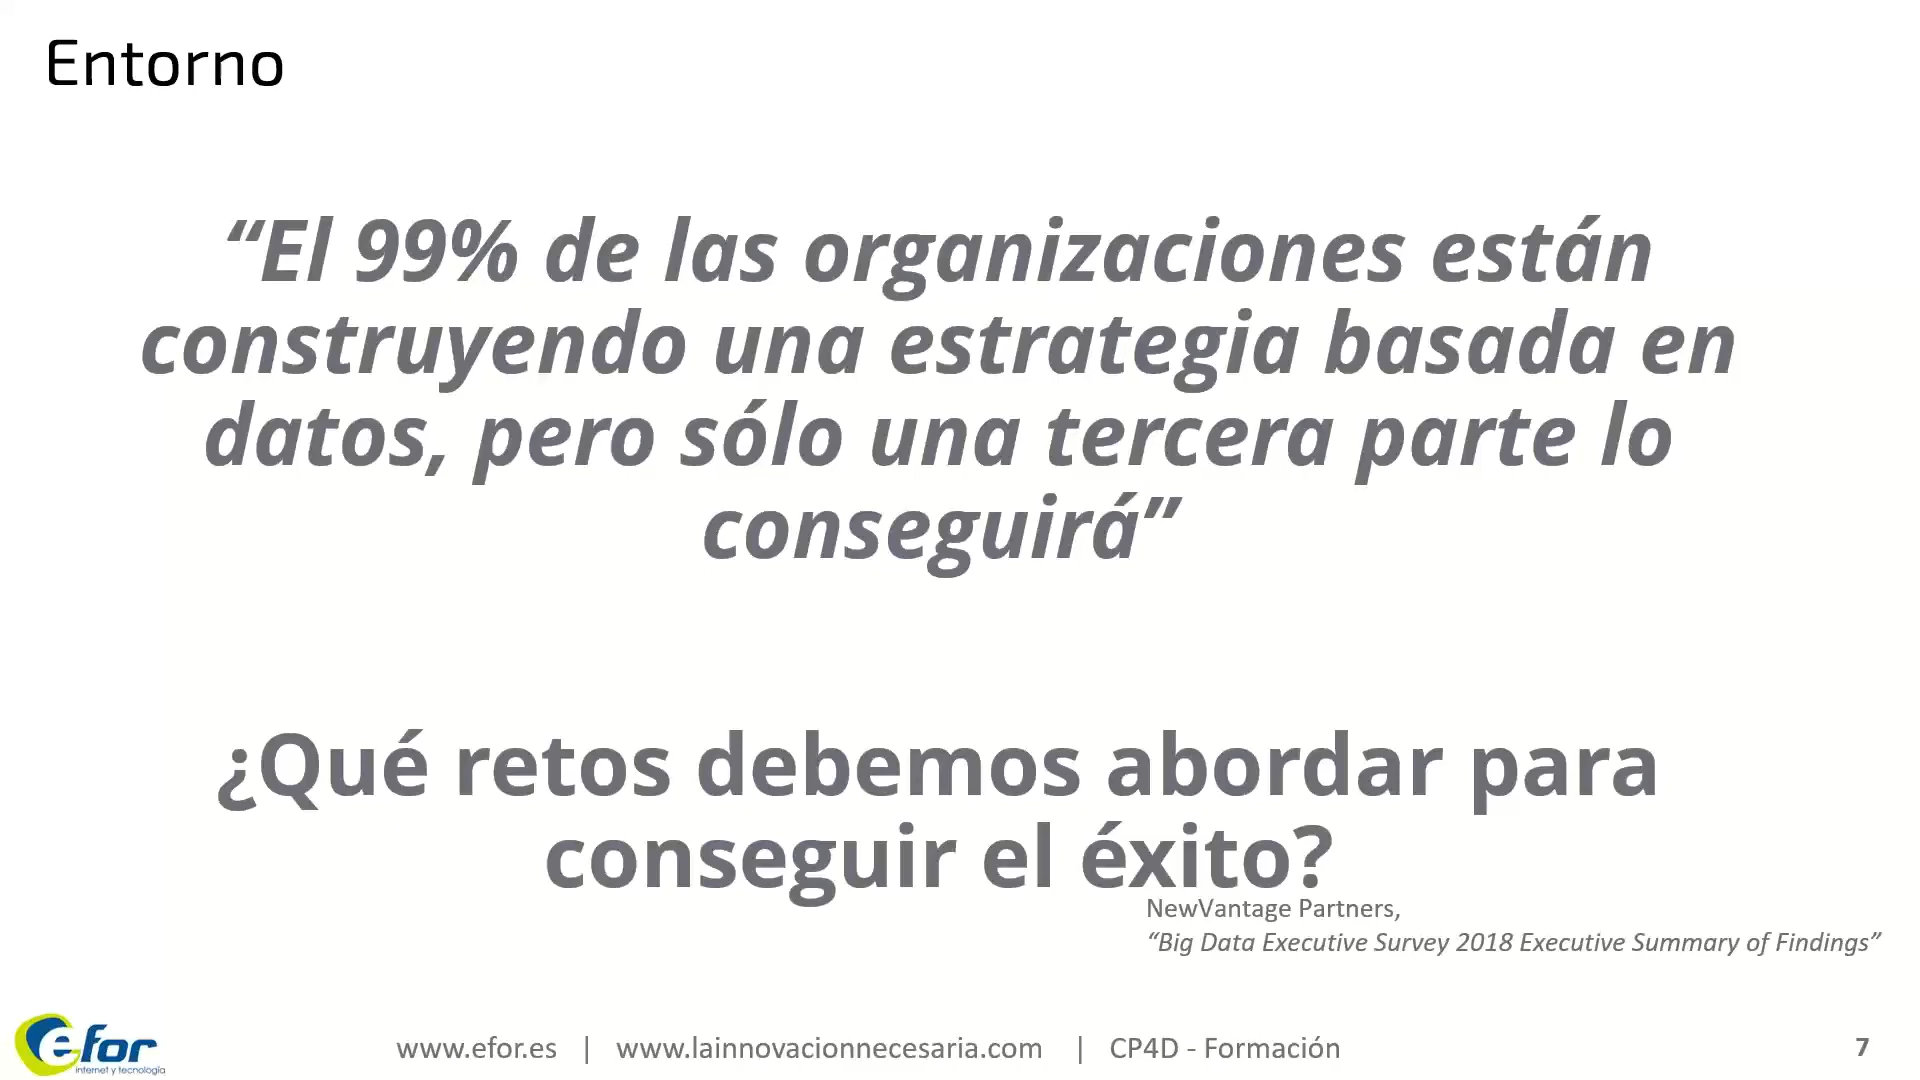 Entorno
“El 99% de las organizaciones están
construyendo una estrategia basada en
datos, pero sólo una tercera parte lo
conseguirá”
¿Qué retos debemos abordar para
conseguir el éxito?
NewVantage Partners,
“Big Data Executive Survey 2018 Executive Summary of Findings”
e-for
internet y tecnología
www.efor.es | www.lainnovacionnecesaria.com | CP4D - Formación
7